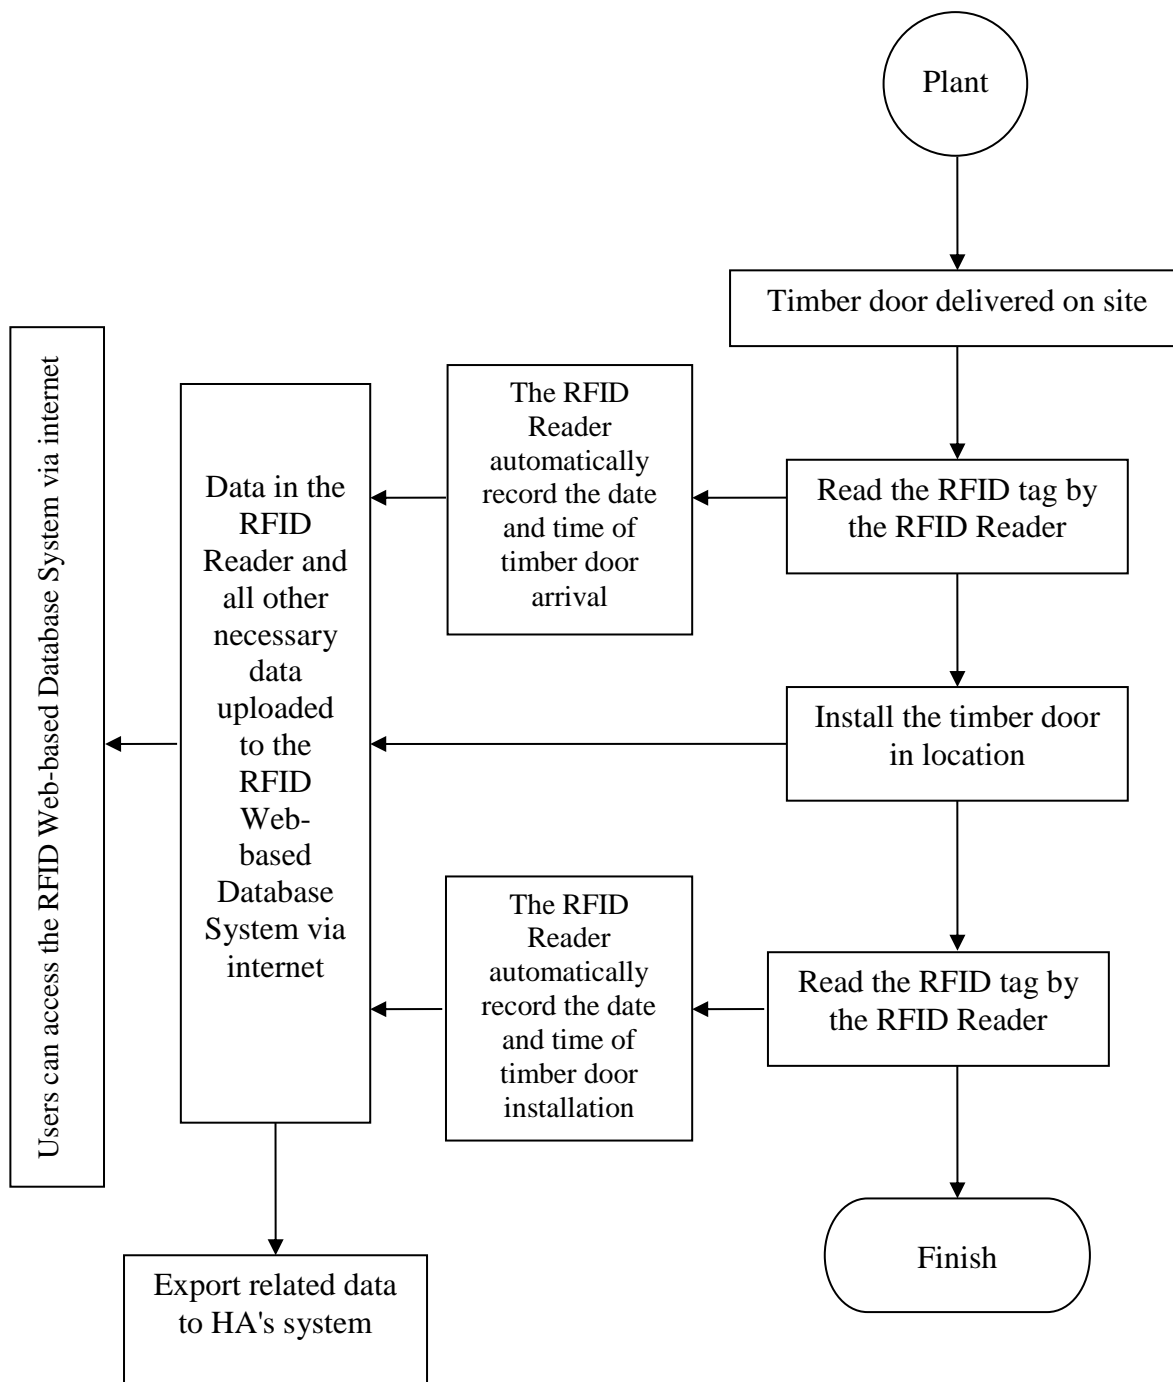 Plant
Timber door delivered on site
Users can access the RFID Web-based Database System via internet
The RFID
Reader
automatically
record the date
and time of
timber door
arrival
Read the RFID tag by
the RFID Reader
Data in the
RFID
Reader and
all other
necessary
data
uploaded
to the
RFID
Web-
based
Database
System via
internet
Install the timber door
in location
The RFID
Reader
automatically
record the date
and time of
timber door
installation
Read the RFID tag by
the RFID Reader
Finish
Export related data
to HA's system